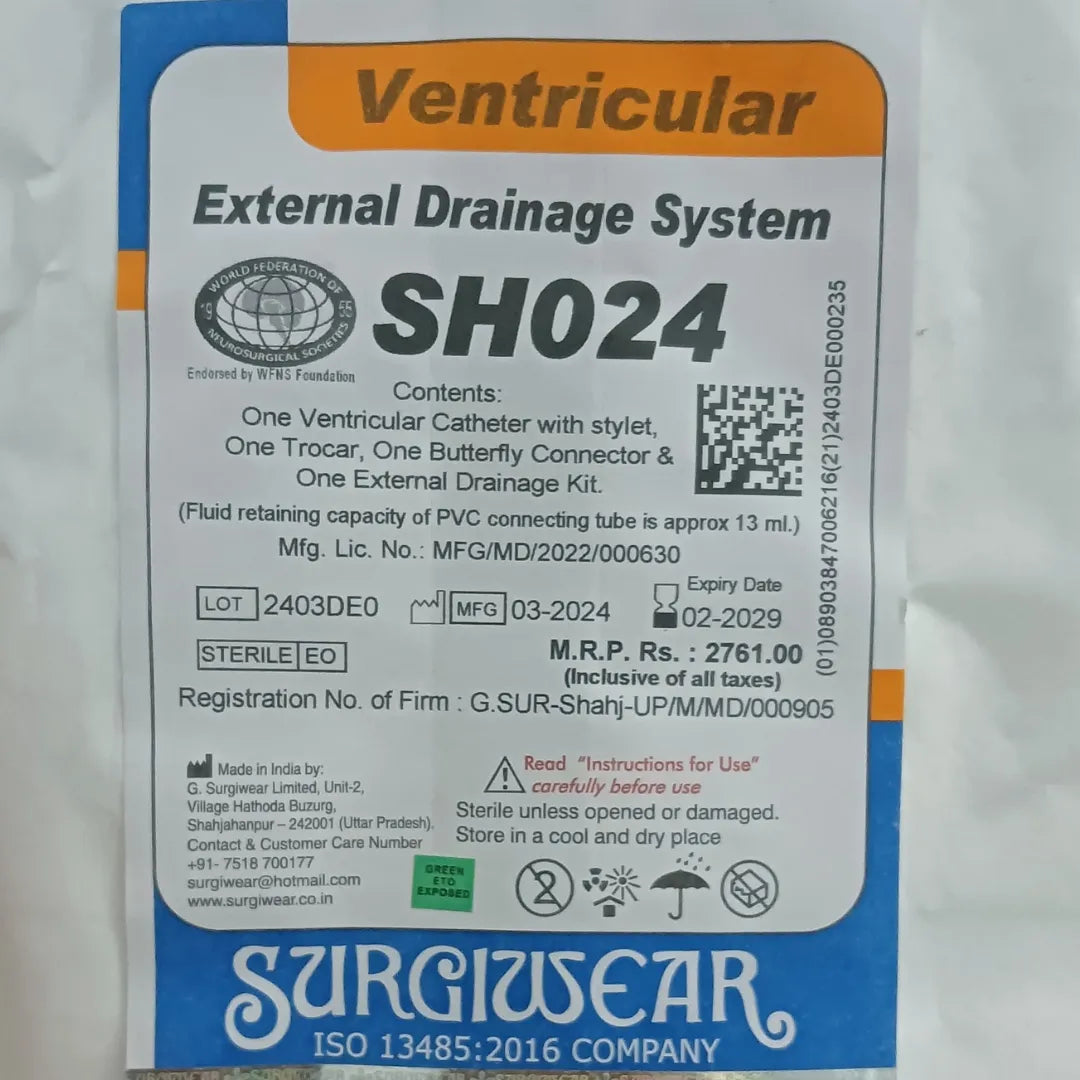 Ventricular
External Drainage System
WORLD FEDERATION OF
19 55
NEUROSURGICAL SOCIETIES
Endorsed by WFNS Foundation
SH024
Contents:
One Ventricular Catheter with stylet,
One Trocar, One Butterfly Connector &
One External Drainage Kit.
(Fluid retaining capacity of PVC connecting tube is approx 13 ml.)
Mfg. Lic. No.: MFG/MD/2022/000630
(01)08903847006216(21)2403DE000235
LOT 2403DE0 MFG 03-2024 Expiry Date
02-2029
STERILE EO M.R.P. Rs. : 2761.00
(Inclusive of all taxes)
Registration No. of Firm : G.SUR-Shahj-UP/M/MD/000905
Made in India by:
G. Surgiwear Limited, Unit-2,
Village Hathoda Buzurg,
Shahjahanpur – 242001 (Uttar Pradesh).
Contact & Customer Care Number
+91- 7518 700177
surgiwear@hotmail.com
www.surgiwear.co.in
GREEN
ETO
EXPOSED
Read "Instructions for Use"
carefully before use
Sterile unless opened or damaged.
Store in a cool and dry place
2
SURGIWEAR
ISO 13485:2016 COMPANY